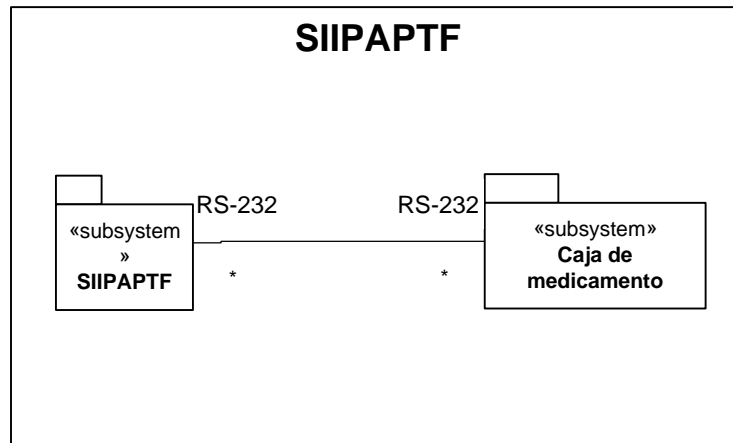 SIIPAPTF
RS-232
RS-232
«subsystem
»
SIIPAPTF
«subsystem»
Caja de
medicamento
*
*